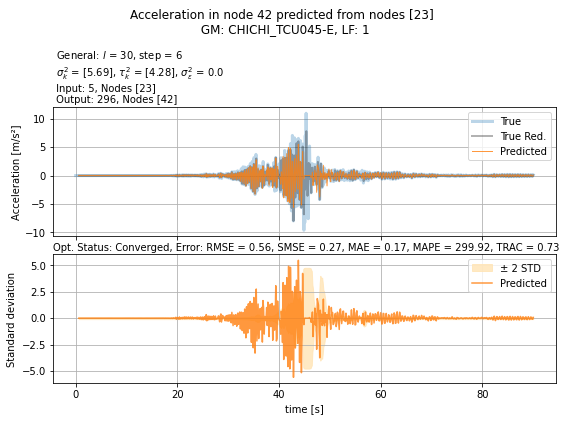 Acceleration in node 42 predicted from nodes [23]
GM: CHICHI_TCU045-E, LF: 1
General: l = 30, step = 6
σ²ₖ = [5.69], τ²ₖ = [4.28], σ²ε = 0.0
Input: 5, Nodes [23]
Output: 296, Nodes [42]
Acceleration [m/s²]
10
5
0
−5
−10
True
True Red.
Predicted
Opt. Status: Converged, Error: RMSE = 0.56, SMSE = 0.27, MAE = 0.17, MAPE = 299.92, TRAC = 0.73
Standard deviation
5.0
2.5
0.0
−2.5
−5.0
± 2 STD
Predicted
0 20 40 60 80
time [s]